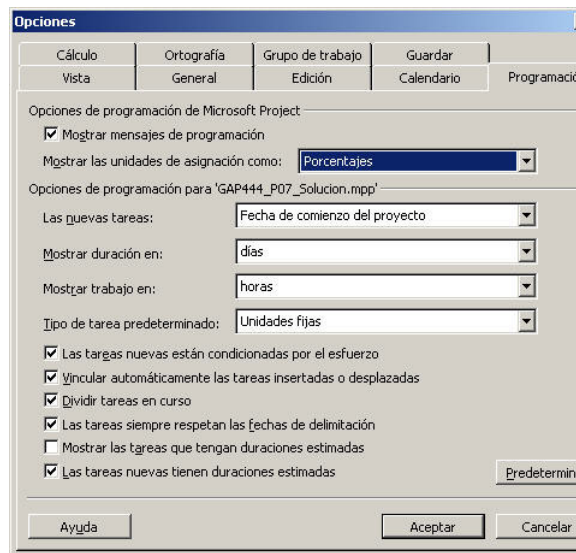 Opciones
Cálculo Ortografía Grupo de trabajo Guardar
Vista General Edición Calendario Programació
Opciones de programación de Microsoft Project
Mostrar mensajes de programación
Mostrar las unidades de asignación como: Porcentajes
Opciones de programación para 'GAP444_P07_Solucion.mpp'
Las nuevas tareas: Fecha de comienzo del proyecto
Mostrar duración en: días
Mostrar trabajo en: horas
Tipo de tarea predeterminado: Unidades fijas
Las tareas nuevas están condicionadas por el esfuerzo
Vincular automáticamente las tareas insertadas o desplazadas
Dividir tareas en curso
Las tareas siempre respetan las fechas de delimitación
Mostrar las tareas que tengan duraciones estimadas
Las tareas nuevas tienen duraciones estimadas
Predetermin
Ayuda Aceptar Cancelar